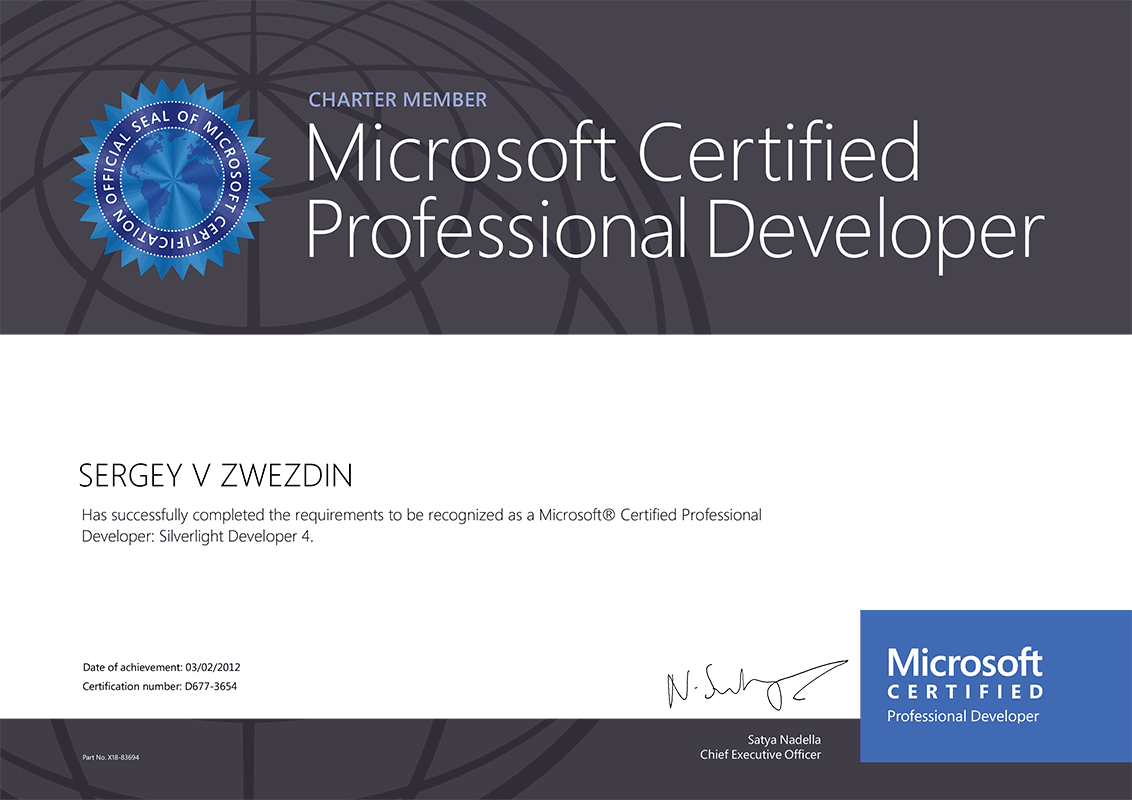 OFFICIAL SEAL OF MICROSOFT CERTIFICATION
CHARTER MEMBER
Microsoft Certified
Professional Developer
SERGEY V ZWEZDIN
Has successfully completed the requirements to be recognized as a Microsoft® Certified Professional
Developer: Silverlight Developer 4.
Date of achievement: 03/02/2012
Certification number: D677-3654
Part No. X18-83694
Satya Nadella
Chief Executive Officer
Microsoft
CERTIFIED
Professional Developer